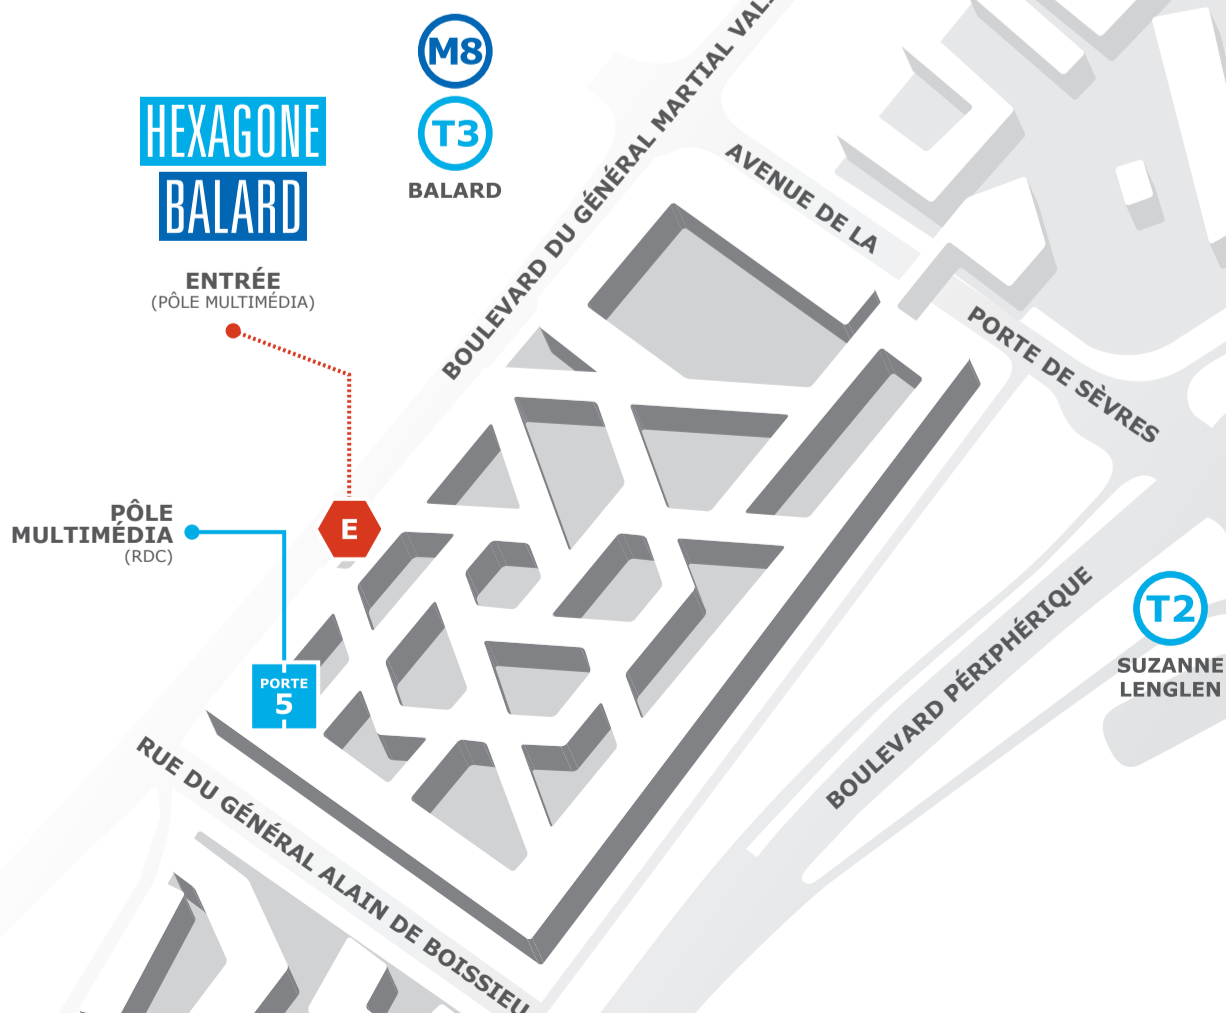 M8
T3
BALARD
HEXAGONE
BALARD
ENTRÉE
(PÔLE MULTIMÉDIA)
BOULEVARD DU GÉNÉRAL MARTIAL
AVENUE DE LA
PORTE DE SÈVRES
PÔLE
MULTIMÉDIA
(RDC)
E
PORTE
5
T2
SUZANNE
LENGLEN
BOULEVARD PÉRIPHÉRIQUE
RUE DU GÉNÉRAL ALAIN DE BOISSIEU